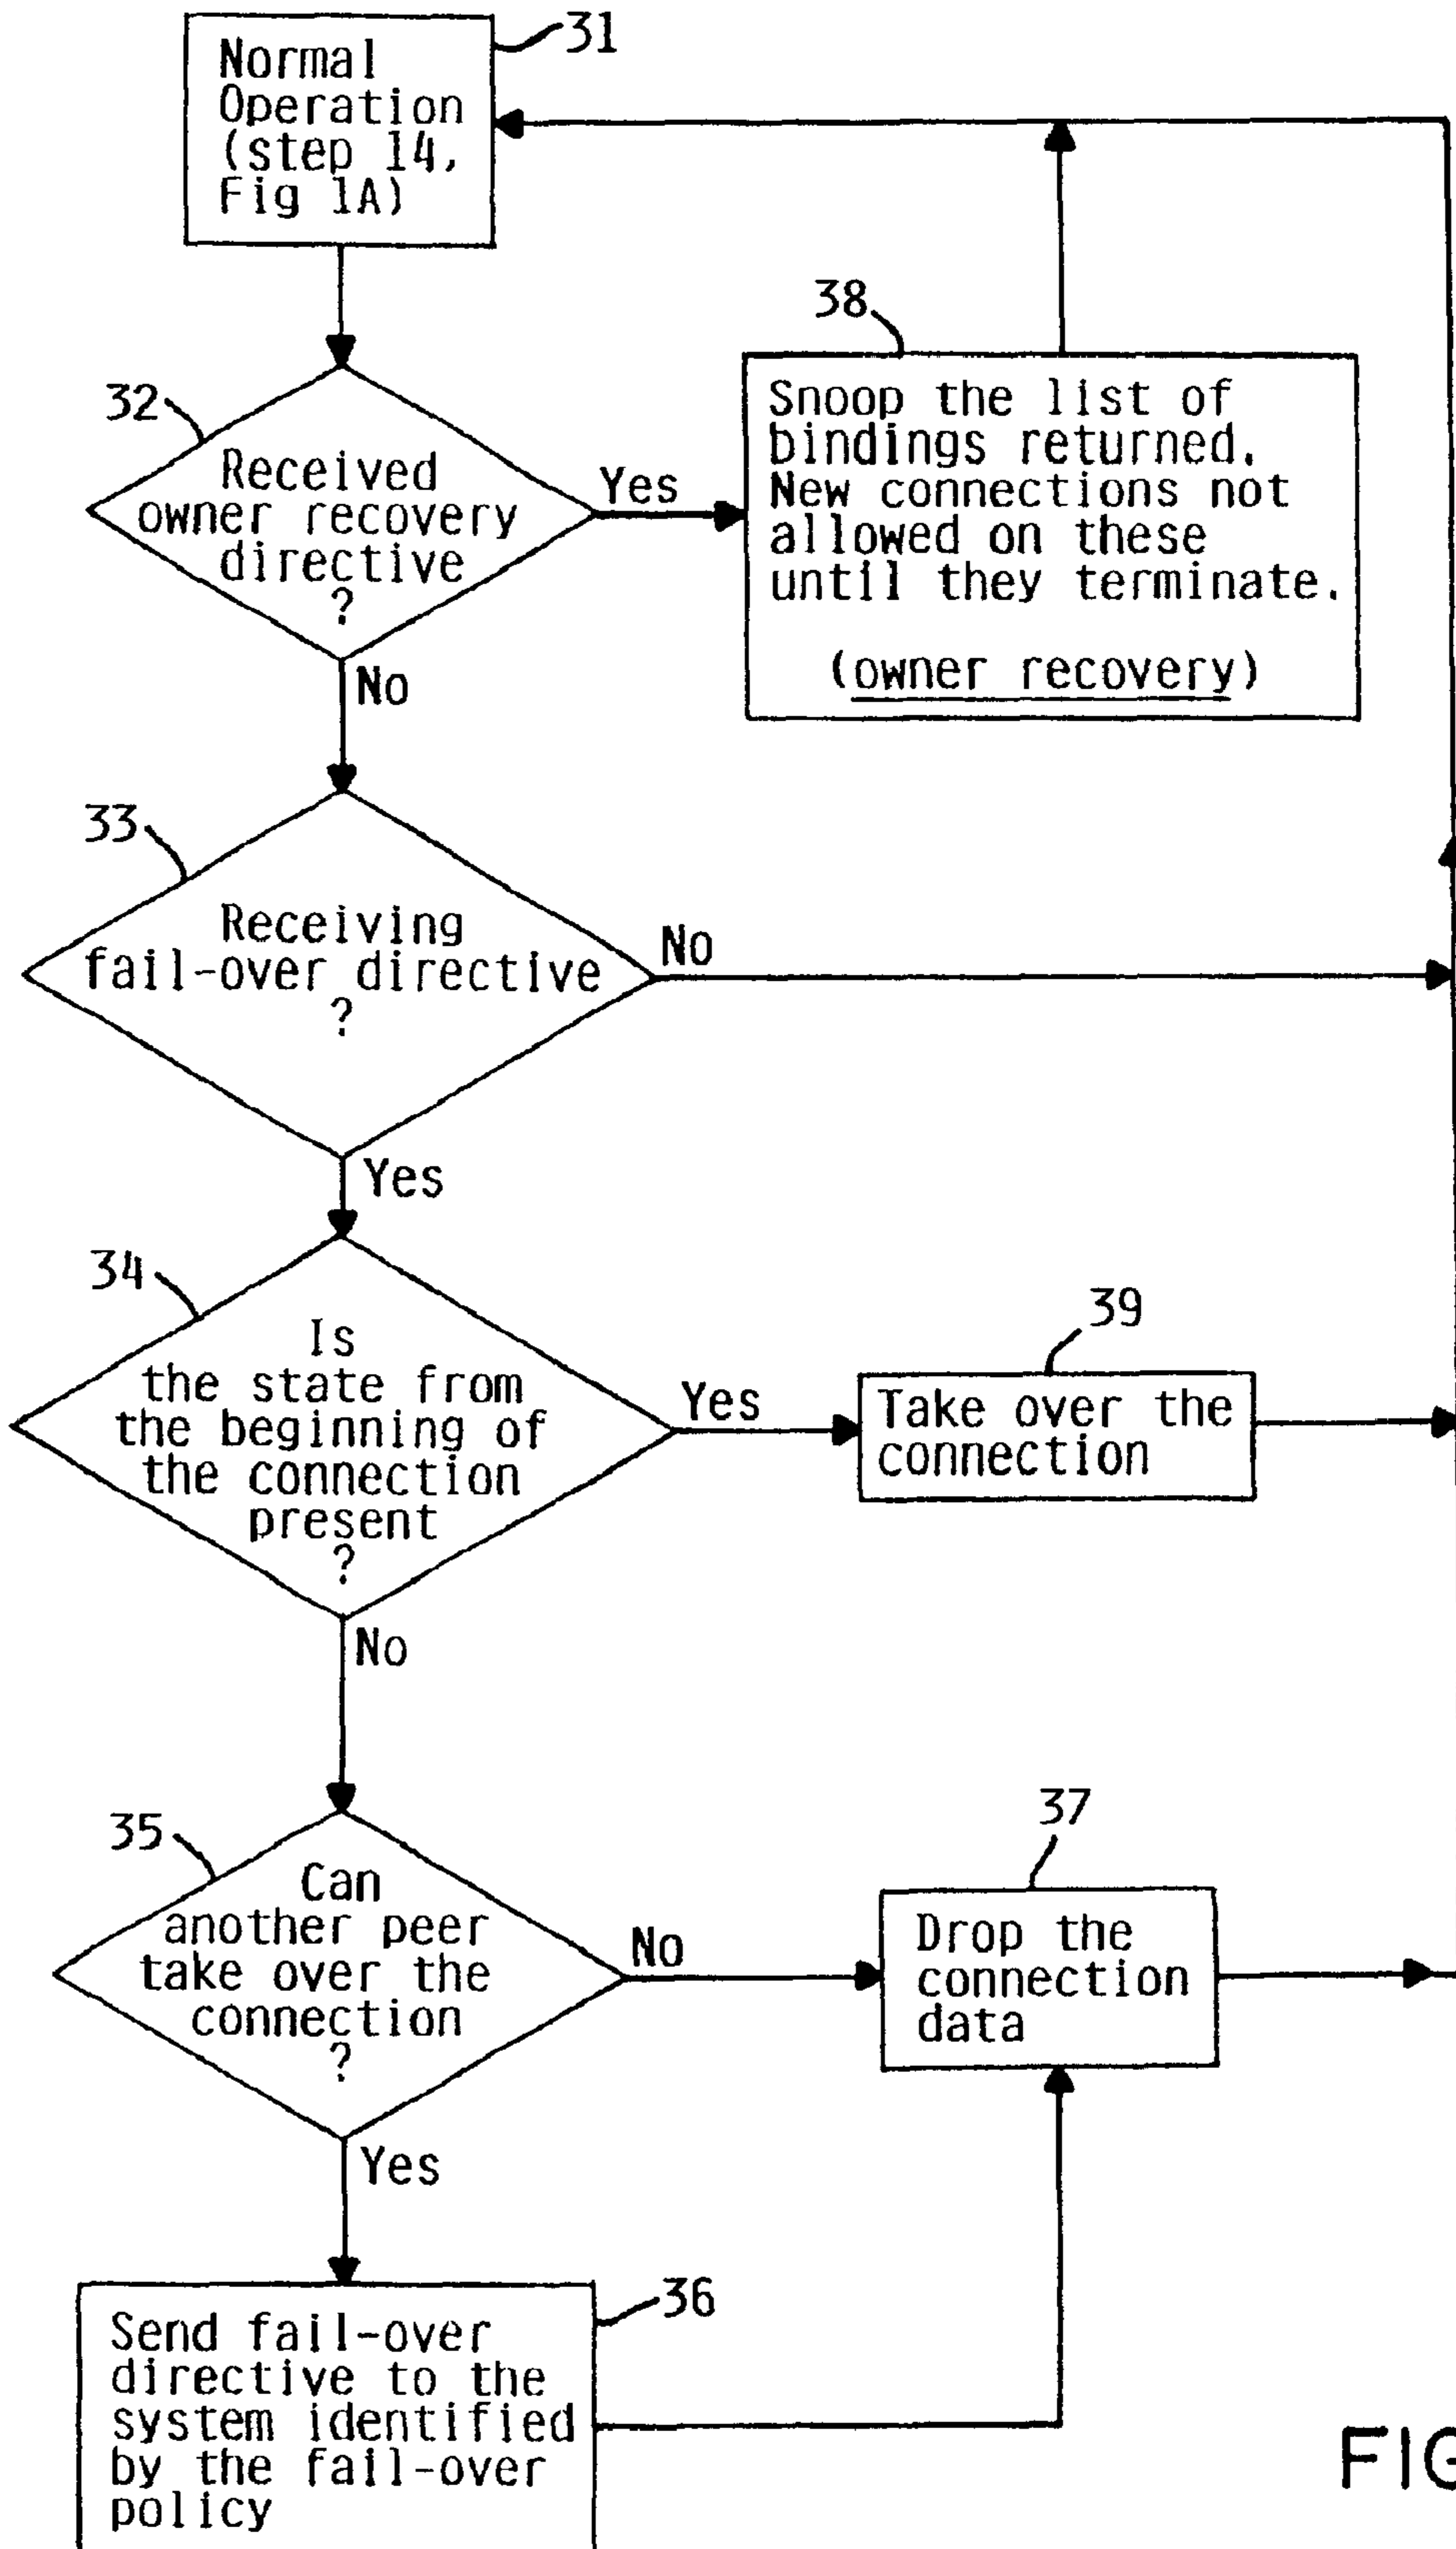 31
Normal
Operation
(step 14,
Fig 1A)
32
Received
owner recovery
directive
?
Yes
No
38
Snoop the list of
bindings returned.
New connections not
allowed on these
until they terminate.
(owner recovery)
33
Receiving
fail-over directive
?
No
Yes
34
Is
the state from
the beginning of
the connection
present
?
Yes
No
39
Take over the
connection
35
Can
another peer
take over the
connection
?
No
Yes
37
Drop the
connection
data
36
Send fail-over
directive to the
system identified
by the fail-over
policy
FIG